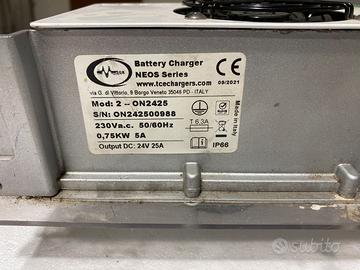 Battery Charger
NEOS Series
www.tcechargers.com
09/2021
via G. di Vittorio, 9 Borgo Veneto 35046 PD - ITALY
Mod: 2 -- ON2425
S/N: ON242500988
230Va.c. 50/60Hz
T 6,3A
0,75KW 5A
Output DC: 24V 25A
IP66
Made in Italy
subito